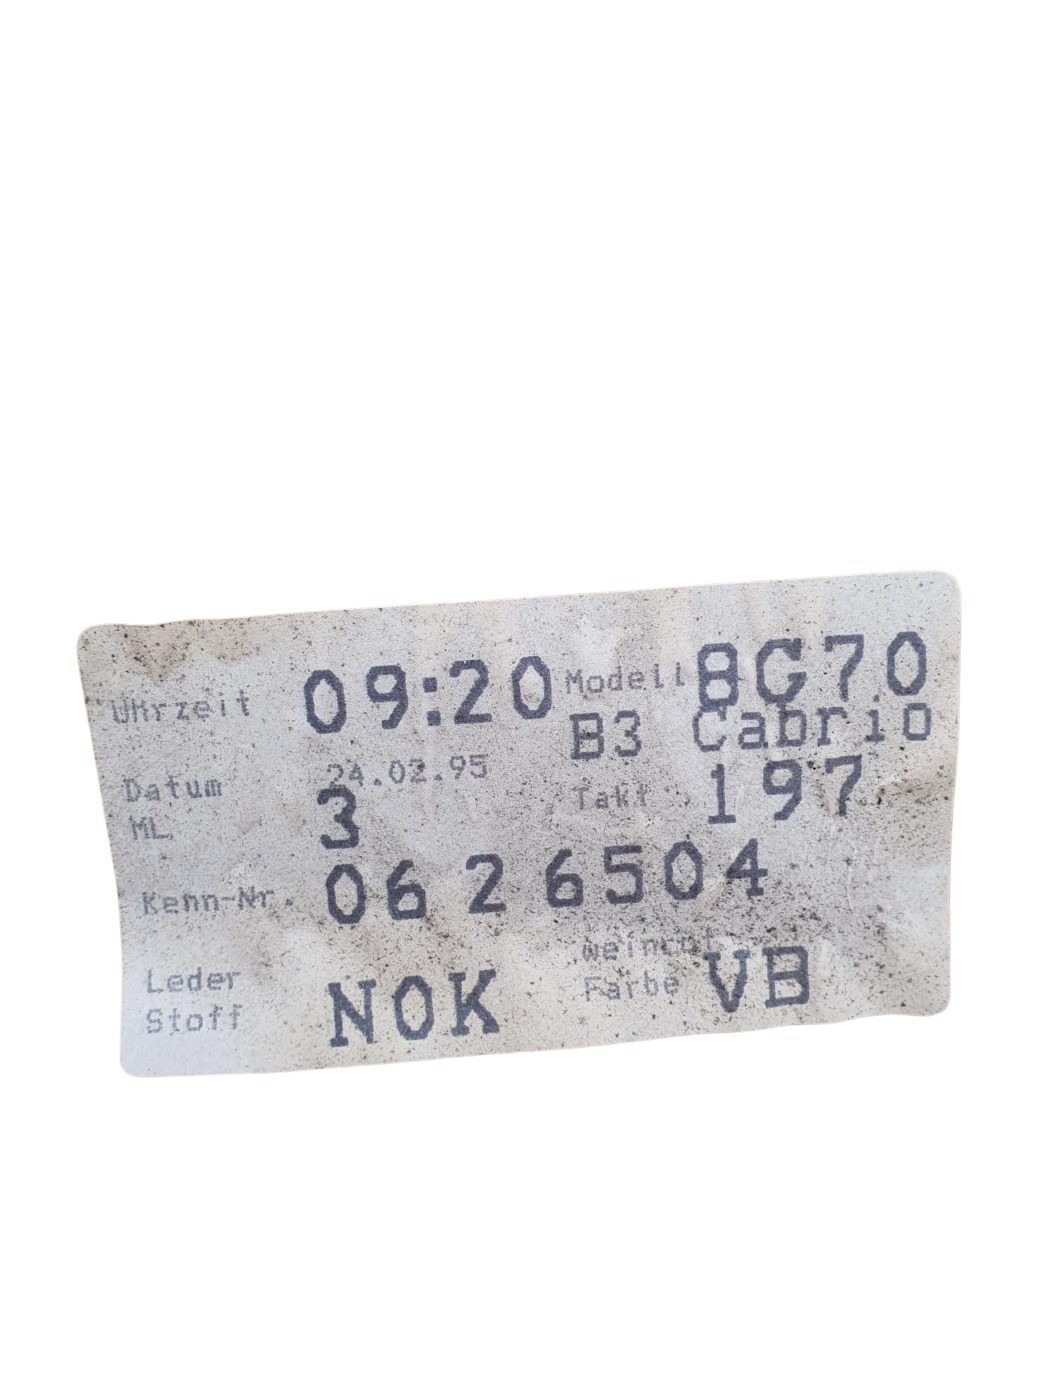 Uhrzeit 09:20 Modell 8G70
B3 Cabrio
Datum 24.02.95 Takt 197
ML 3
Kenn-Nr. 06 2 6504
weinrot
Leder NOK Farbe VB
Stoff